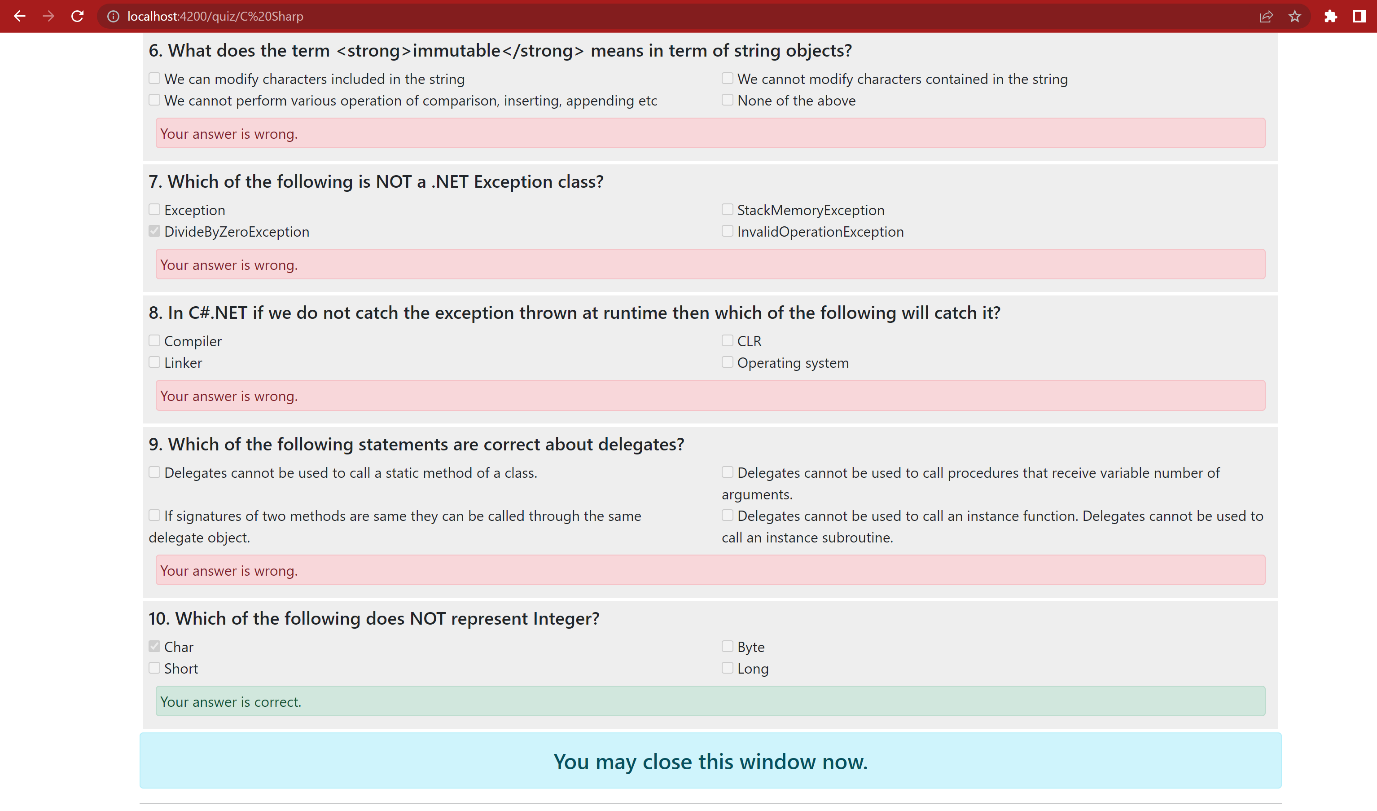 localhost:4200/quiz/C%20Sharp
6. What does the term <strong>immutable</strong> means in term of string objects?
We can modify characters included in the string
We cannot modify characters contained in the string
We cannot perform various operation of comparison, inserting, appending etc
None of the above
Your answer is wrong.
7. Which of the following is NOT a .NET Exception class?
Exception
StackMemoryException
DivideByZeroException
InvalidOperationException
Your answer is wrong.
8. In C#.NET if we do not catch the exception thrown at runtime then which of the following will catch it?
Compiler
CLR
Linker
Operating system
Your answer is wrong.
9. Which of the following statements are correct about delegates?
Delegates cannot be used to call a static method of a class.
Delegates cannot be used to call procedures that receive variable number of
arguments.
If signatures of two methods are same they can be called through the same
delegate object.
Delegates cannot be used to call an instance function. Delegates cannot be used to
call an instance subroutine.
Your answer is wrong.
10. Which of the following does NOT represent Integer?
Char
Byte
Short
Long
Your answer is correct.
You may close this window now.